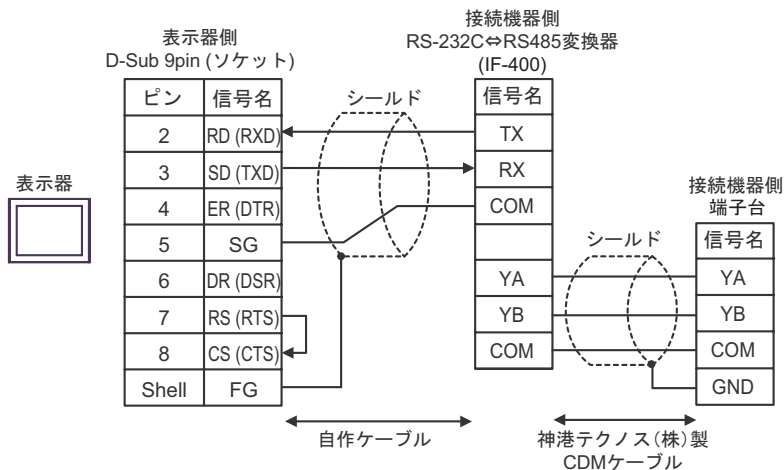 表示器
表示器側
D-Sub 9pin (ソケット)
ピン 信号名
2 RD (RXD)
3 SD (TXD)
4 ER (DTR)
5 SG
6 DR (DSR)
7 RS (RTS)
8 CS (CTS)
Shell FG
シールド
自作ケーブル
接続機器側
RS-232C⇔RS485変換器
(IF-400)
信号名
TX
RX
COM
YA
YB
COM
シールド
神港テクノス(株)製
CDMケーブル
接続機器側
端子台
信号名
YA
YB
COM
GND